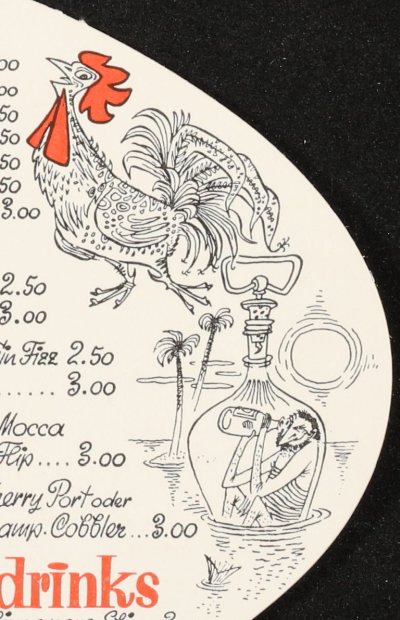 00
00
50
50
50
50
3.00
2.50
3.00
in Fizz 2.50
...... 3.00
Mocca
Flip .... 3.00
herry Port oder
amp. Cobbler ... 3.00
drinks